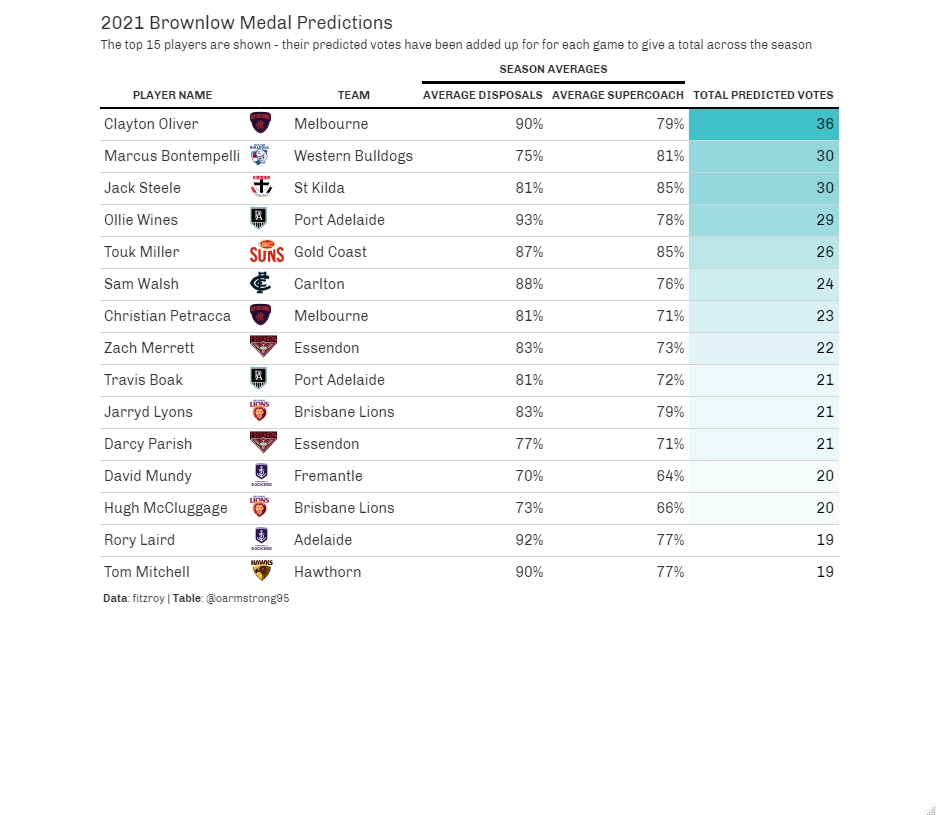 2021 Brownlow Medal Predictions
The top 15 players are shown - their predicted votes have been added up for for each game to give a total across the season
SEASON AVERAGES
PLAYER NAME TEAM AVERAGE DISPOSALS AVERAGE SUPERCOACH TOTAL PREDICTED VOTES
Clayton Oliver Melbourne 90% 79% 36
Marcus Bontempelli Western Bulldogs 75% 81% 30
Jack Steele St Kilda 81% 85% 30
Ollie Wines Port Adelaide 93% 78% 29
Touk Miller SUNS Gold Coast 87% 85% 26
Sam Walsh Carlton 88% 76% 24
Christian Petracca Melbourne 81% 71% 23
Zach Merrett Essendon 83% 73% 22
Travis Boak Port Adelaide 81% 72% 21
Jarryd Lyons LIONS Brisbane Lions 83% 79% 21
Darcy Parish Essendon 77% 71% 21
David Mundy Fremantle 70% 64% 20
Hugh McCluggage LIONS Brisbane Lions 73% 66% 20
Rory Laird Adelaide 92% 77% 19
Tom Mitchell HAWKS Hawthorn 90% 77% 19
Data: fitzroy | Table: @oarmstrong95